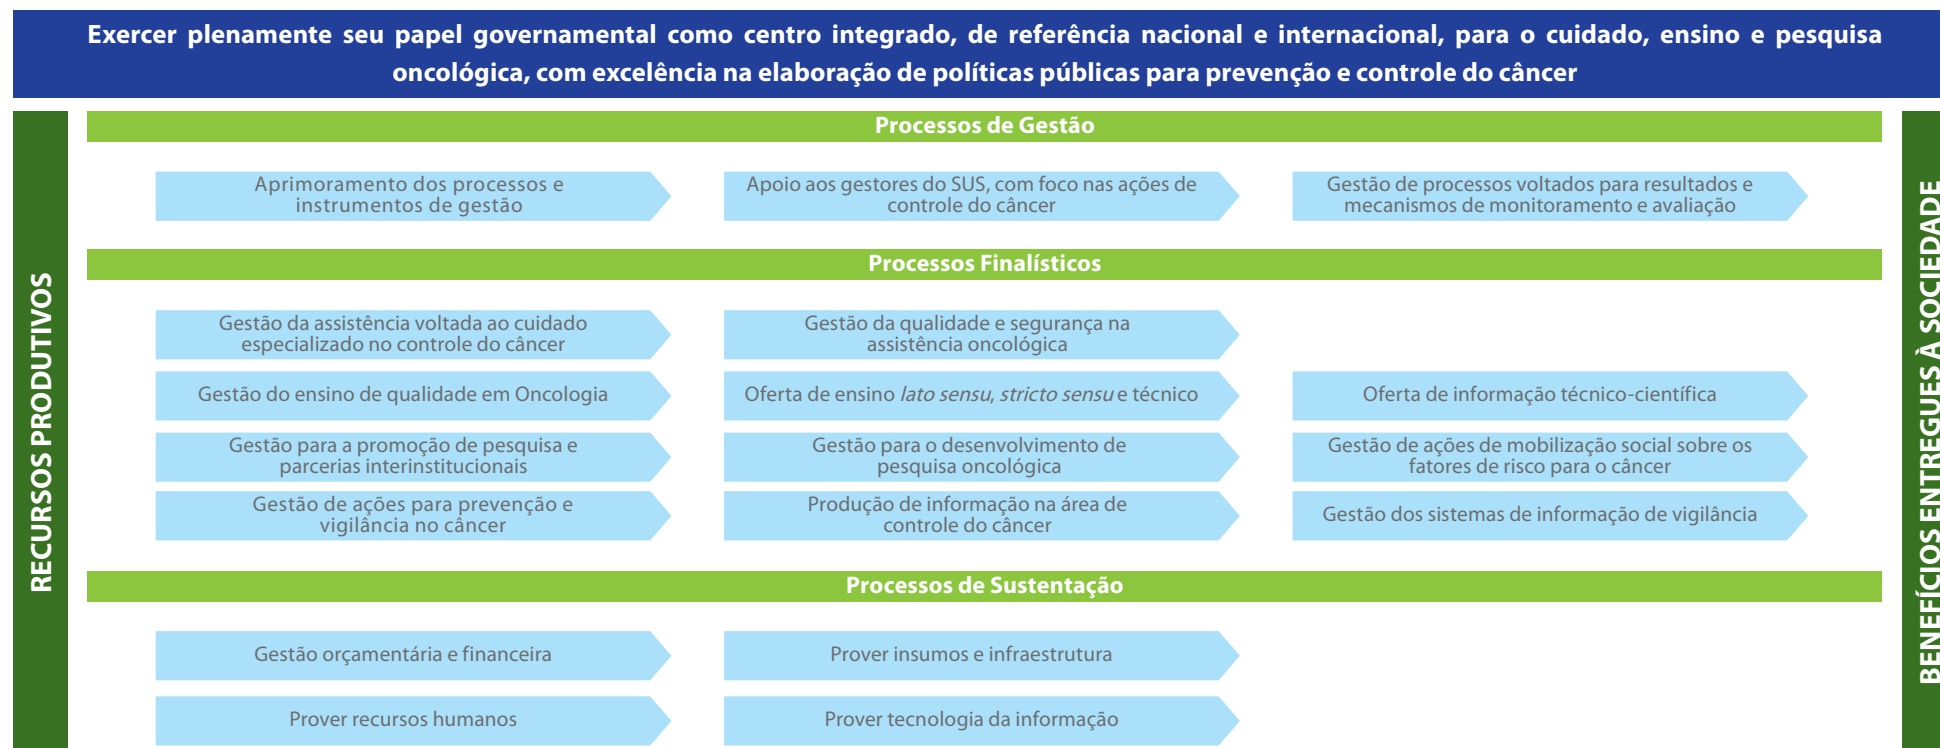 Exercer plenamente seu papel governamental como centro integrado, de referência nacional e internacional, para o cuidado, ensino e pesquisa
oncológica, com excelência na elaboração de políticas públicas para prevenção e controle do câncer
RECURSOS PRODUTIVOS
Processos de Gestão
Aprimoramento dos processos e
instrumentos de gestão
Apoio aos gestores do SUS, com foco nas ações de
controle do câncer
Gestão de processos voltados para resultados e
mecanismos de monitoramento e avaliação
Processos Finalísticos
Gestão da assistência voltada ao cuidado
especializado no controle do câncer
Gestão da qualidade e segurança na
assistência oncológica
Gestão do ensino de qualidade em Oncologia
Oferta de ensino lato sensu, stricto sensu e técnico
Oferta de informação técnico-científica
Gestão para a promoção de pesquisa e
parcerias interinstitucionais
Gestão para o desenvolvimento de
pesquisa oncológica
Gestão de ações de mobilização social sobre os
fatores de risco para o câncer
Gestão de ações para prevenção e
vigilância no câncer
Produção de informação na área de
controle do câncer
Gestão dos sistemas de informação de vigilância
Processos de Sustentação
Gestão orçamentária e financeira
Prover insumos e infraestrutura
Prover recursos humanos
Prover tecnologia da informação
BENEFÍCIOS ENTREGUES À SOCIEDADE